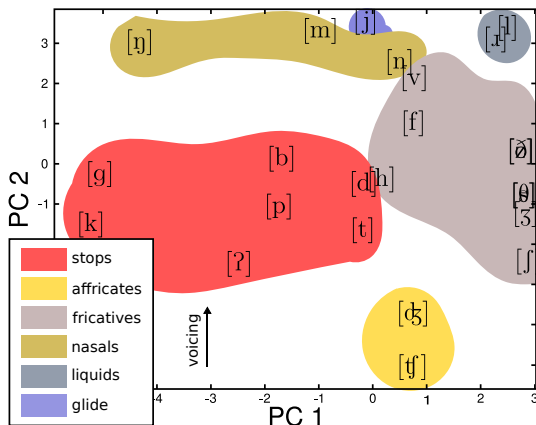 [j]
[l]
[ɹ]
[m]
[ŋ]
3
[n]
[v]
2
[f]
1
[b]
[ð]
0
[g]
[d]
[h]
[θ]
PC 2
-1
[p]
[ʒ]
[k]
[t]
[ʔ]
[ʃ]
stops
affricates
fricatives
nasals
liquids
glide
voicing
[ʤ]
[ʧ]
-4
-3
-2
-1
0
1
2
3
PC 1